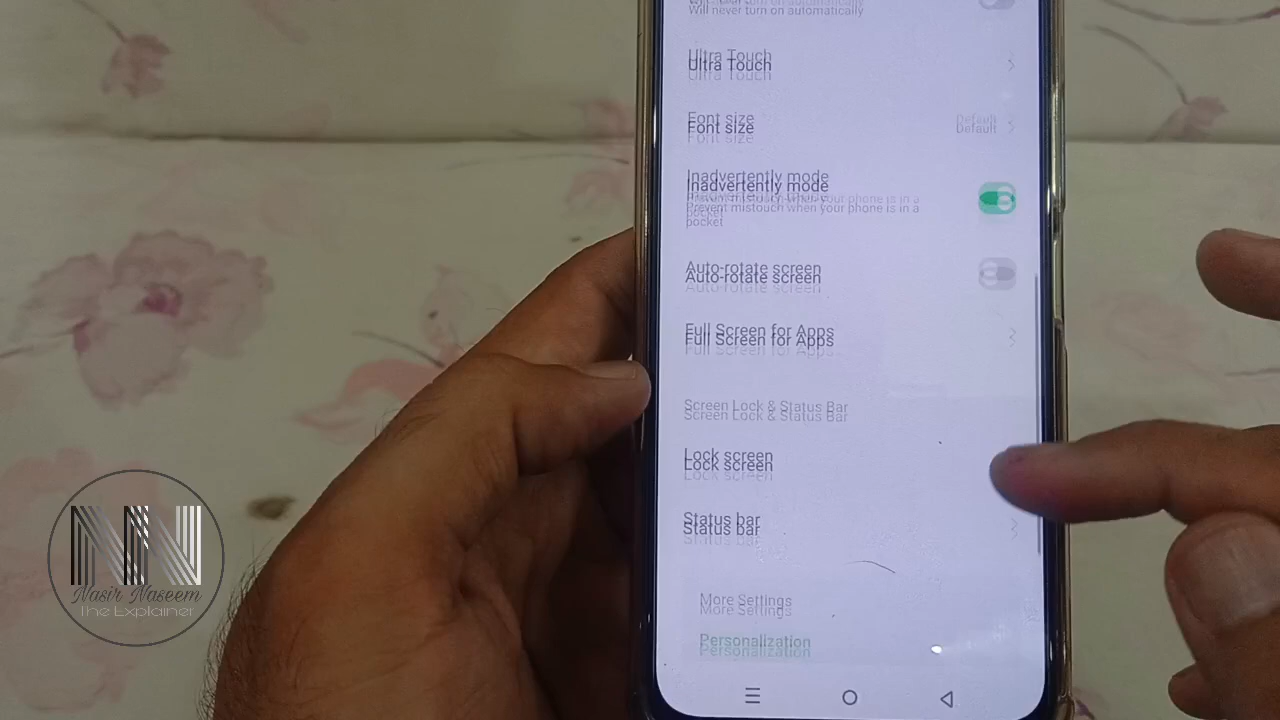 Will never turn on automatically
Ultra Touch
Font size
Default
Inadvertently mode
Prevent mistouch when your phone is in a
pocket
Auto-rotate screen
Full Screen for Apps
Screen Lock & Status Bar
Lock screen
Status bar
More Settings
Personalization
NN
Nasir Naseem
The Explainer